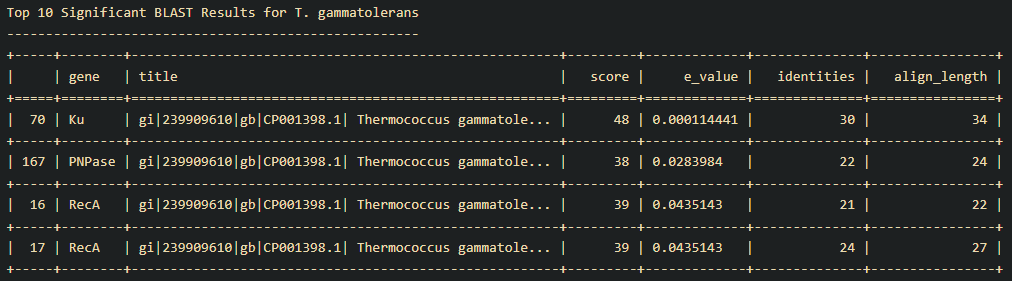 Top 10 Significant BLAST Results for T. gammatolerans
-----------------------------------------------------
+-----+--------+-------------------------------------------------------+---------+-------------+--------------+----------------+
|     | gene   | title                                                 |   score |     e_value |   identities |   align_length |
+=====+========+=======================================================+=========+=============+==============+================+
|  70 | Ku     | gi|239909610|gb|CP001398.1| Thermococcus gammatole... |      48 | 0.000114441 |           30 |             34 |
+-----+--------+-------------------------------------------------------+---------+-------------+--------------+----------------+
| 167 | PNPase | gi|239909610|gb|CP001398.1| Thermococcus gammatole... |      38 | 0.0283984   |           22 |             24 |
+-----+--------+-------------------------------------------------------+---------+-------------+--------------+----------------+
|  16 | RecA   | gi|239909610|gb|CP001398.1| Thermococcus gammatole... |      39 | 0.0435143   |           21 |             22 |
+-----+--------+-------------------------------------------------------+---------+-------------+--------------+----------------+
|  17 | RecA   | gi|239909610|gb|CP001398.1| Thermococcus gammatole... |      39 | 0.0435143   |           24 |             27 |
+-----+--------+-------------------------------------------------------+---------+-------------+--------------+----------------+